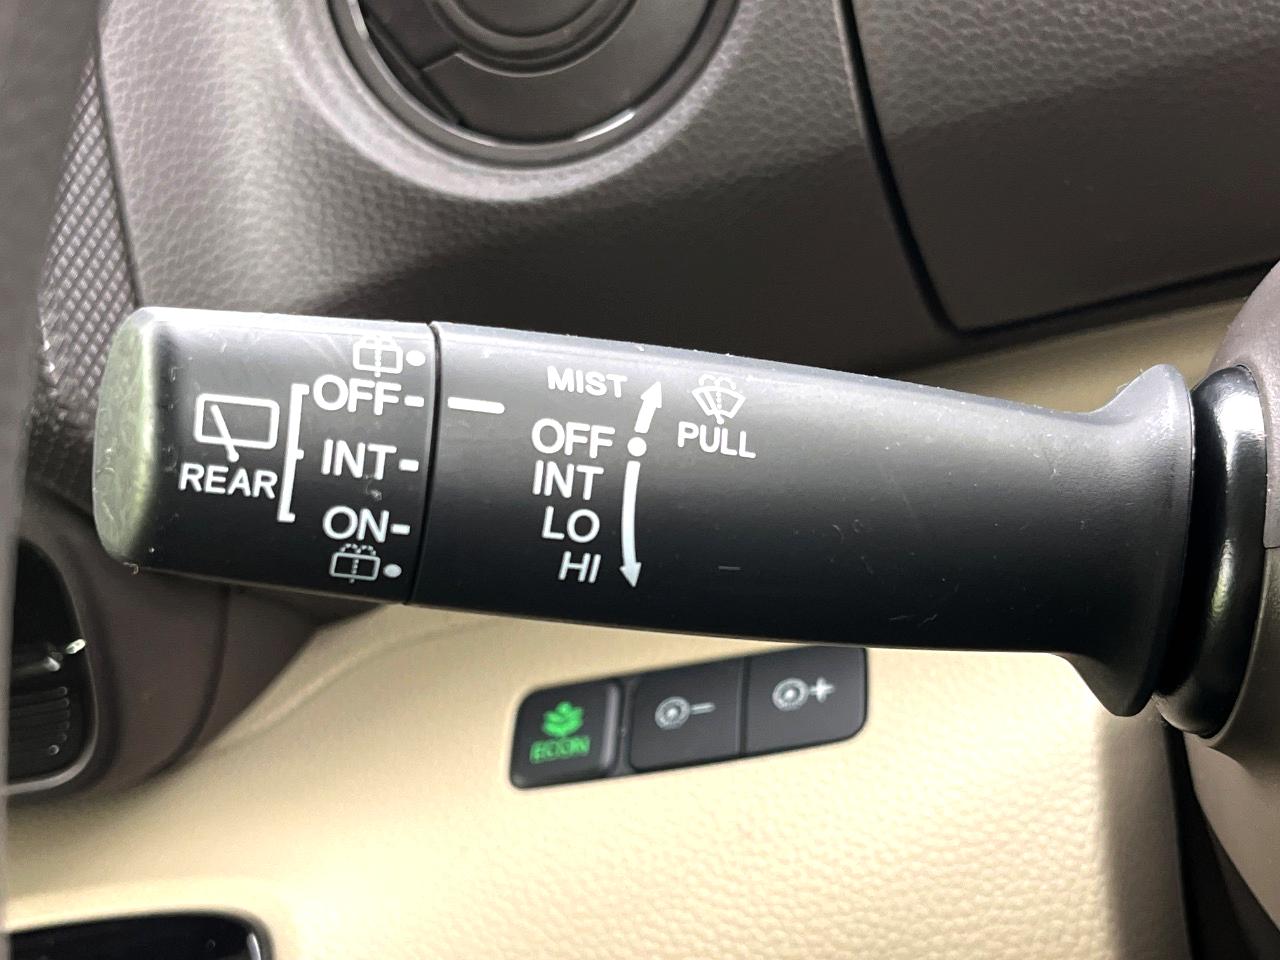 OFF-
INT-
ON-
REAR
MIST
OFF
INT
LO
HI
PULL
ECON